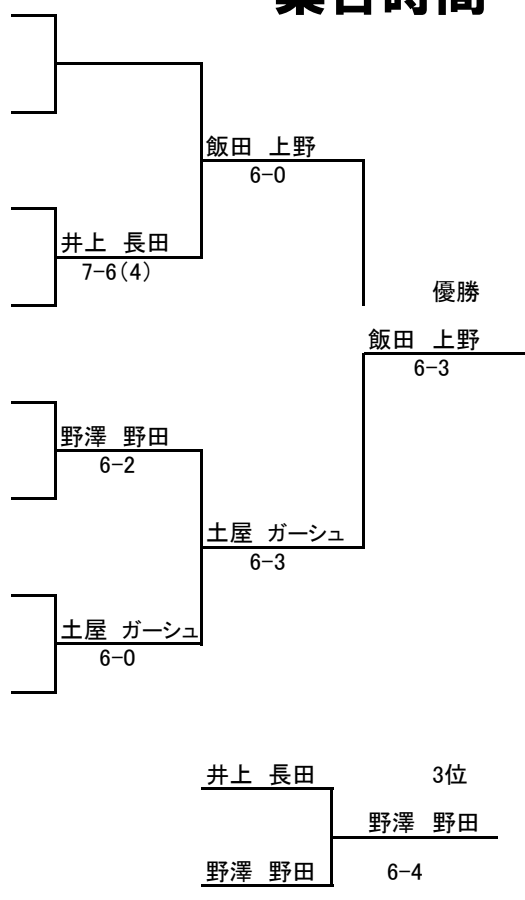 集合時間
飯田 上野
6-0
井上 長田
7-6(4)
優勝
飯田 上野
6-3
野澤 野田
6-2
土屋 ガーシュ
6-3
土屋 ガーシュ
6-0
井上 長田
3位
野澤 野田
野澤 野田
6-4